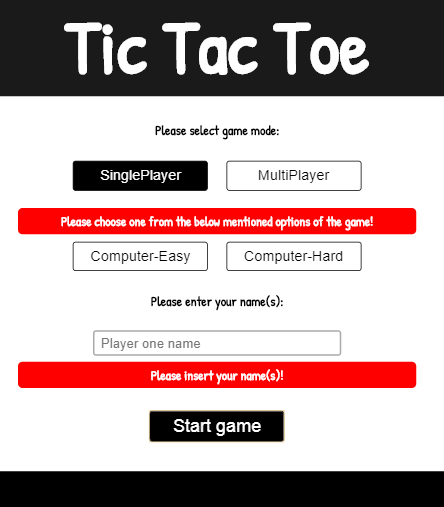 Tic Tac Toe
Please select game mode:
SinglePlayer MultiPlayer
Please choose one from the below mentioned options of the game!
Computer-Easy Computer-Hard
Please enter your name(s):
Player one name
Please insert your name(s)!
Start game